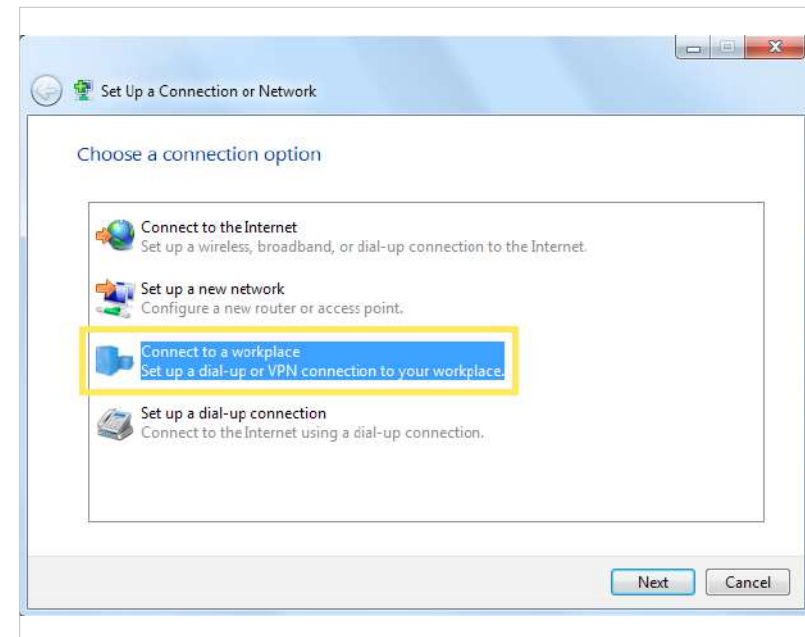 Set Up a Connection or Network
Choose a connection option
Connect to the Internet
Set up a wireless, broadband, or dial-up connection to the Internet.
Set up a new network
Configure a new router or access point.
Connect to a workplace
Set up a dial-up or VPN connection to your workplace.
Set up a dial-up connection
Connect to the Internet using a dial-up connection.
Next Cancel